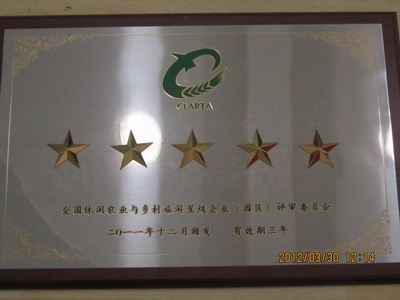 CLARTA
全国休闲农业与乡村旅游星级企业（园区）评审委员会
二〇一一年十二月颁发 有效期三年
2012/03/30 12:14